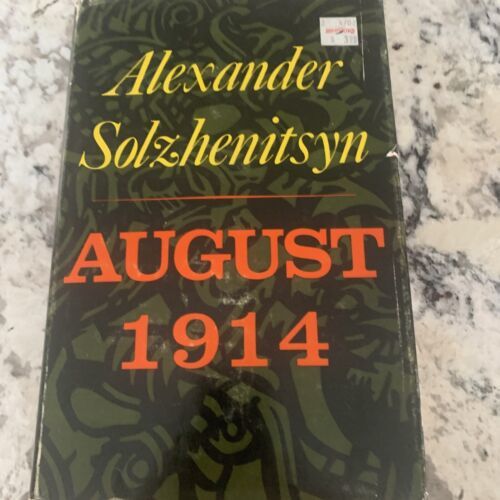 Alexander
Solzhenitsyn
AUGUST
1914